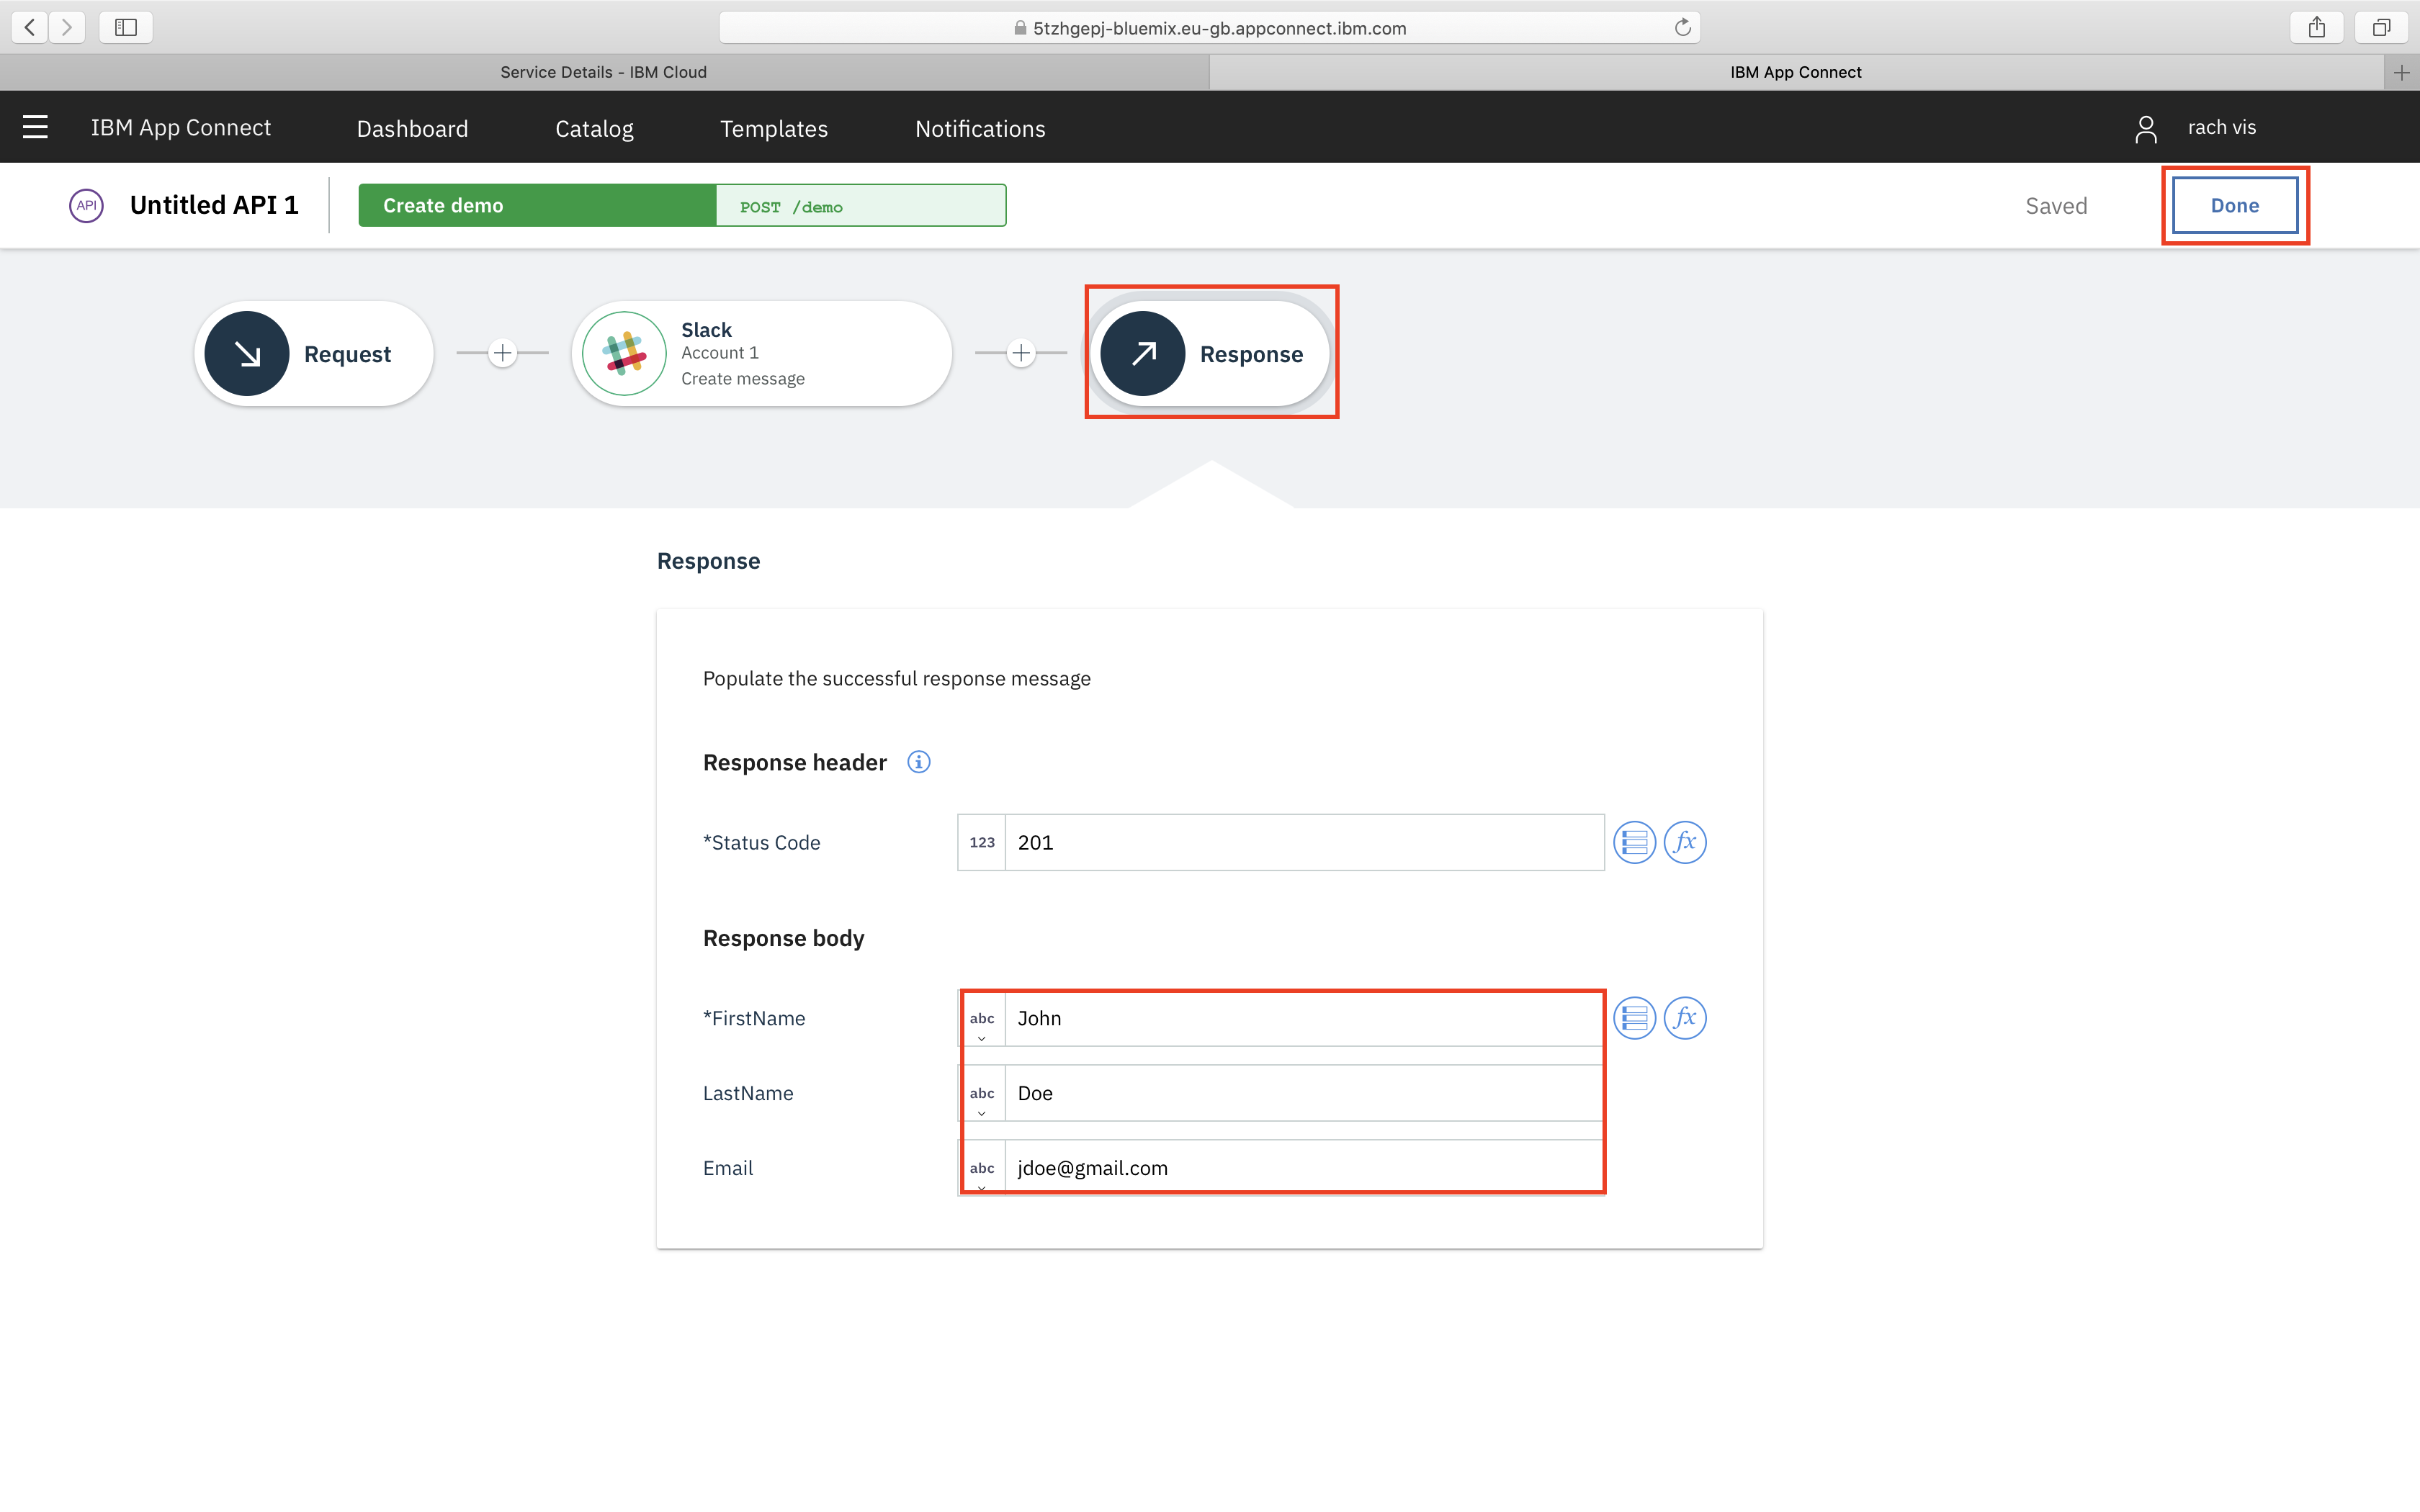 5tzhgepj-bluemix.eu-gb.appconnect.ibm.com
Service Details - IBM Cloud
IBM App Connect
IBM App Connect
Dashboard
Catalog
Templates
Notifications
rach vis
API
Untitled API 1
Create demo
POST /demo
Saved
Done
Request
Slack
Account 1
Create message
Response
Response
Populate the successful response message
Response header
*Status Code
123
201
fx
Response body
*FirstName
abc
John
fx
LastName
abc
Doe
Email
abc
jdoe@gmail.com